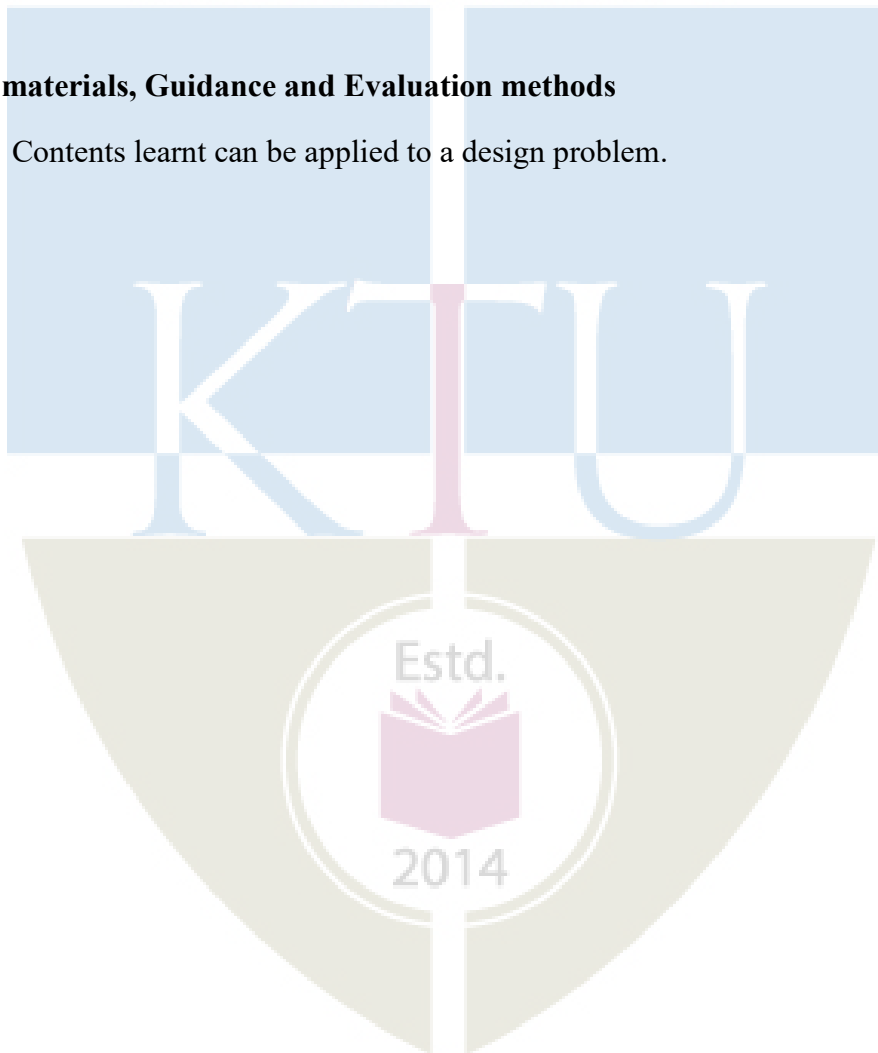 materials, Guidance and Evaluation methods
Contents learnt can be applied to a design problem.
KTU
Estd.
2014